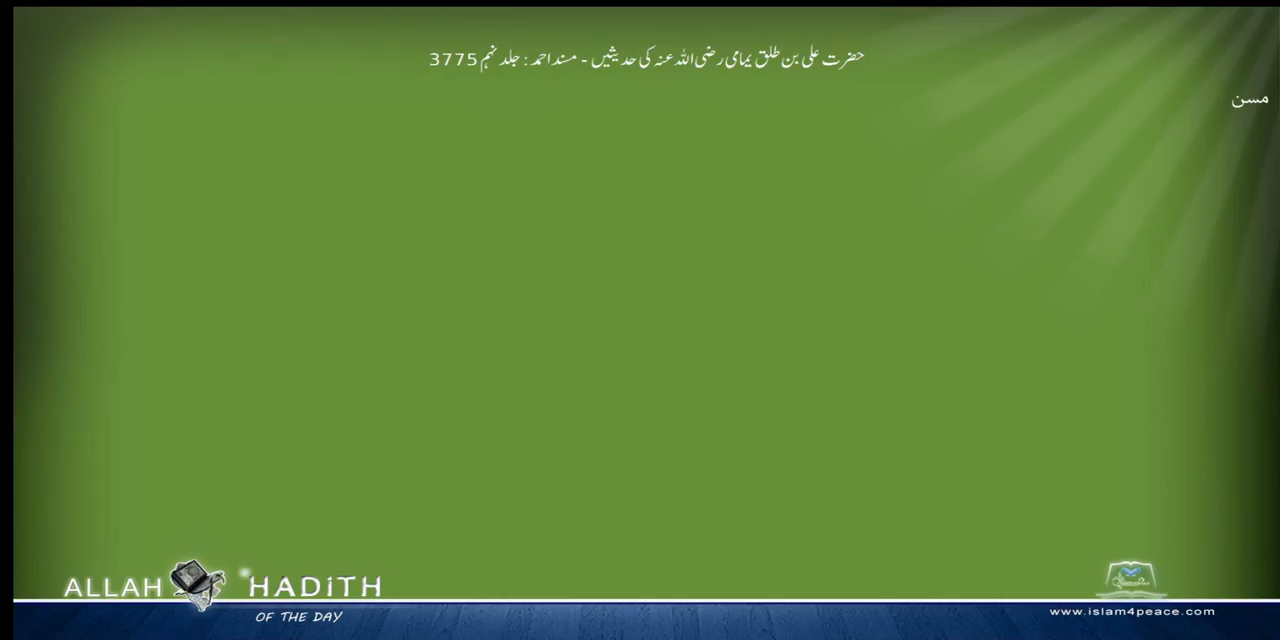 حضرت علی بن طلق یمامی رضی اللہ عنہ کی حدیثیں - مسند احمد : جلد نہم 3775
مسن
ALLAH HADITH
OF THE DAY
www.islam4peace.com